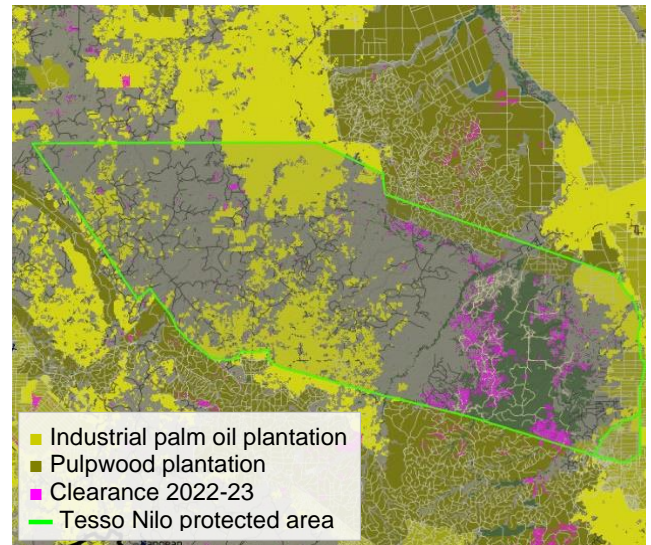 Industrial palm oil plantation
Pulpwood plantation
Clearance 2022-23
Tesso Nilo protected area